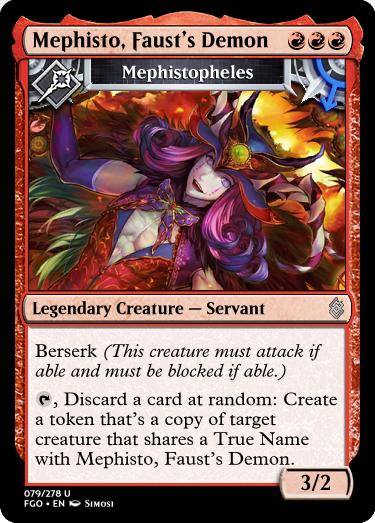 Mephisto, Faust's Demon
Mephistopheles
Legendary Creature — Servant
Berserk (This creature must attack if
able and must be blocked if able.)
, Discard a card at random: Create
a token that's a copy of target
creature that shares a True Name
with Mephisto, Faust's Demon.
3/2
079/278 U
FGO • EN Simosi